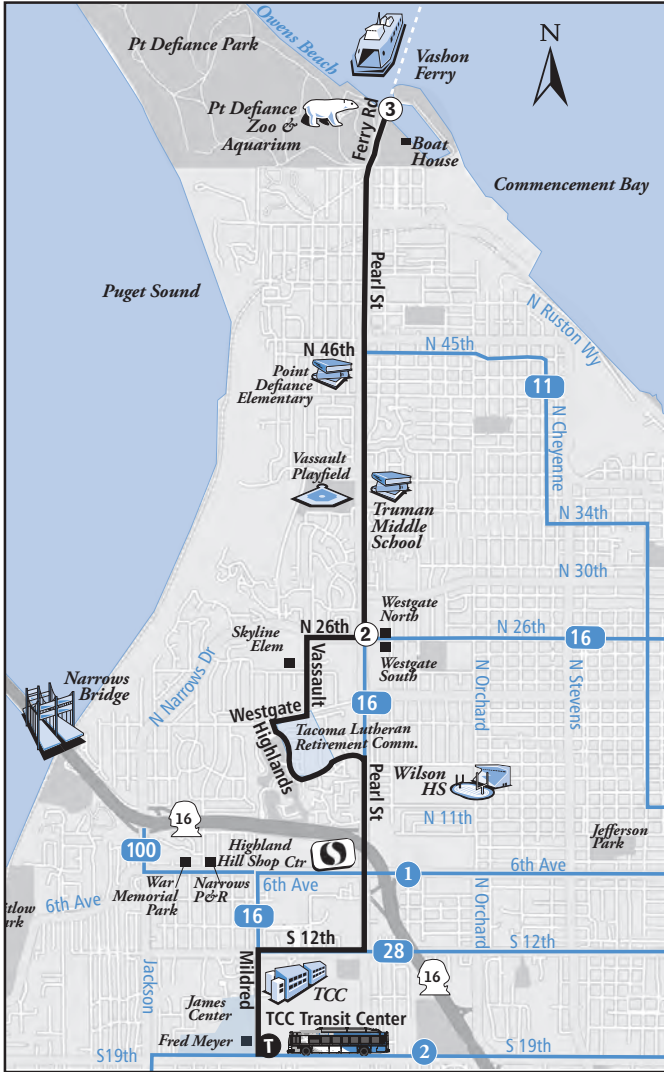 Pt Defiance Park
Owens Beach
Vashon
Ferry
N
Pt Defiance
Zoo &
Aquarium
Ferry Rd
3
Boat
House
Commencement Bay
Puget Sound
Pearl St
N Ruston Wy
N 46th
N 45th
Point
Defiance
Elementary
11
N Cheyenne
Vassault
Playfield
Truman
Middle
School
N 34th
N 30th
Westgate
North
N 26th
2
N 26th
16
Skyline
Elem
Vassault
Westgate
South
N Narrows Dr
N Orchard
N Stevens
Narrows
Bridge
16
Westgate
Highlands
Tacoma Lutheran
Retirement Comm.
Pearl St
Wilson
HS
N 11th
16
100
Highland
Hill Shop Ctr
Jefferson
Park
War
Memorial
Park
Narrows
P&R
6th Ave
1
6th Ave
itlow
ark
6th Ave
16
N Orchard
S 12th
28
S 12th
Mildred
Jackson
TCC
16
James
Center
TCC Transit Center
Fred Meyer
T
S19th
2
S 19th